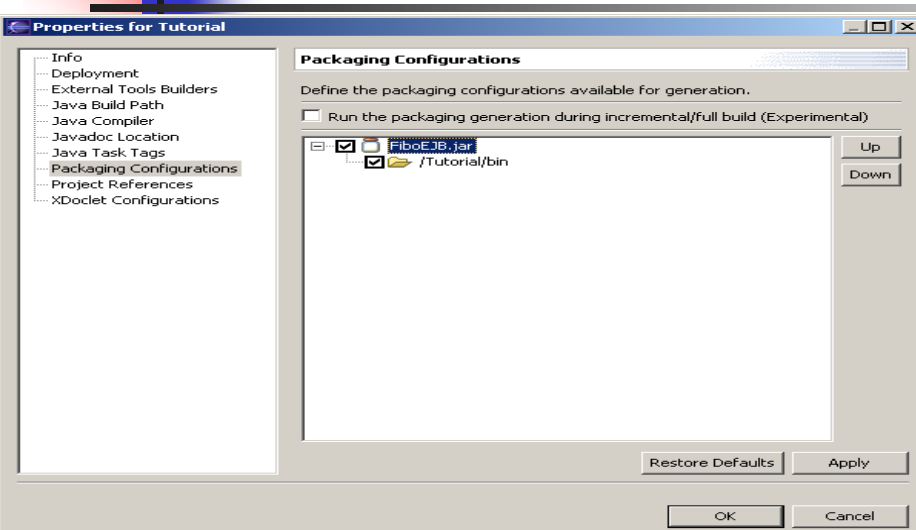 Properties for Tutorial
Info
Deployment
External Tools Builders
Java Build Path
Java Compiler
Javadoc Location
Java Task Tags
Packaging Configurations
Project References
XDoclet Configurations
Packaging Configurations
Define the packaging configurations available for generation.
Run the packaging generation during incremental/full build (Experimental)
FiboEJB.jar
/Tutorial/bin
Up
Down
Restore Defaults
Apply
OK
Cancel